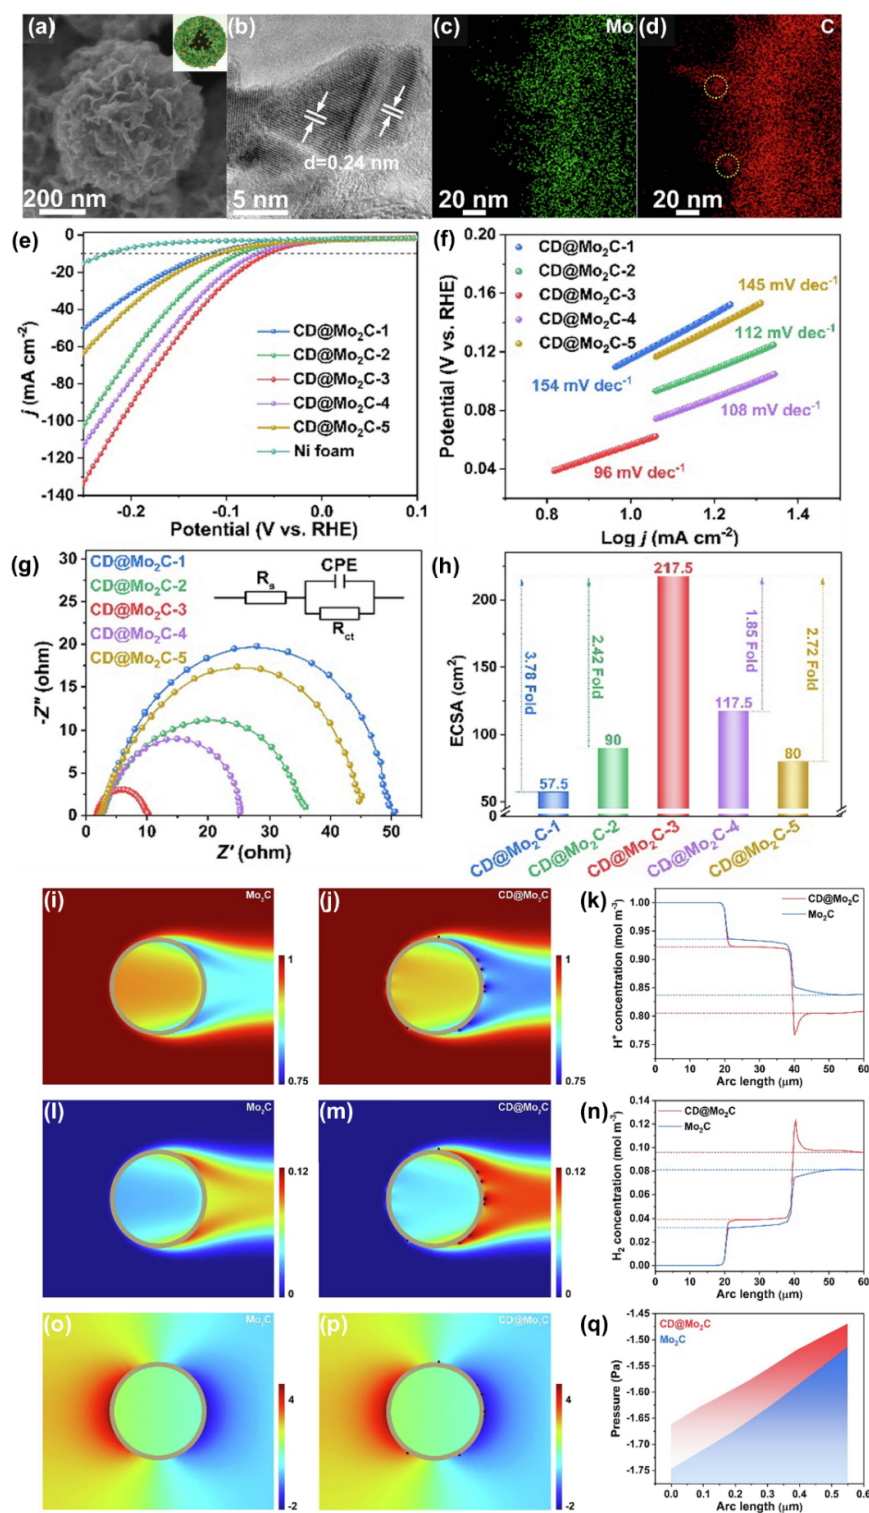 (a)
200 nm
(b)
d=0.24 nm
5 nm
(c)
Mo
20 nm
(d)
C
20 nm
(e)
0
-20
-40
-60
-80
-100
-120
-140
j (mA cm⁻²)
CD@Mo₂C-1
CD@Mo₂C-2
CD@Mo₂C-3
CD@Mo₂C-4
CD@Mo₂C-5
Ni foam
-0.2
-0.1
0.0
0.1
Potential (V vs. RHE)
(f)
0.20
0.16
0.12
0.08
0.04
Potential (V vs. RHE)
CD@Mo₂C-1
CD@Mo₂C-2
CD@Mo₂C-3
CD@Mo₂C-4
CD@Mo₂C-5
145 mV dec⁻¹
112 mV dec⁻¹
154 mV dec⁻¹
108 mV dec⁻¹
96 mV dec⁻¹
0.8
1.0
1.2
1.4
Log j (mA cm⁻²)
(g)
30
25
20
15
10
5
0
-Z″ (ohm)
CD@Mo₂C-1
CD@Mo₂C-2
CD@Mo₂C-3
CD@Mo₂C-4
CD@Mo₂C-5
CPE
Rs
Rct
0
10
20
30
40
50
Z′ (ohm)
(h)
200
150
100
50
0
ECSA (cm²)
217.5
3.78 Fold
2.42 Fold
1.85 Fold
2.72 Fold
57.5
90
117.5
80
CD@Mo₂C-1
CD@Mo₂C-2
CD@Mo₂C-3
CD@Mo₂C-4
CD@Mo₂C-5
(i)
Mo₂C
1
0.75
(j)
CD@Mo₂C
1
0.75
(k)
1.00
0.95
0.90
0.85
0.80
0.75
H⁺ concentration (mol m⁻³)
CD@Mo₂C
Mo₂C
0
10
20
30
40
50
60
Arc length (μm)
(l)
Mo₂C
0.12
0
(m)
CD@Mo₂C
0.12
0
(n)
0.14
0.12
0.10
0.08
0.06
0.04
0.02
0.00
H₂ concentration (mol m⁻³)
CD@Mo₂C
Mo₂C
0
10
20
30
40
50
60
Arc length (μm)
(o)
Mo₂C
4
-2
(p)
CD@Mo₂C
4
-2
(q)
-1.45
-1.50
-1.55
-1.60
-1.65
-1.70
-1.75
Pressure (Pa)
CD@Mo₂C
Mo₂C
0.0
0.1
0.2
0.3
0.4
0.5
0.6
Arc length (μm)